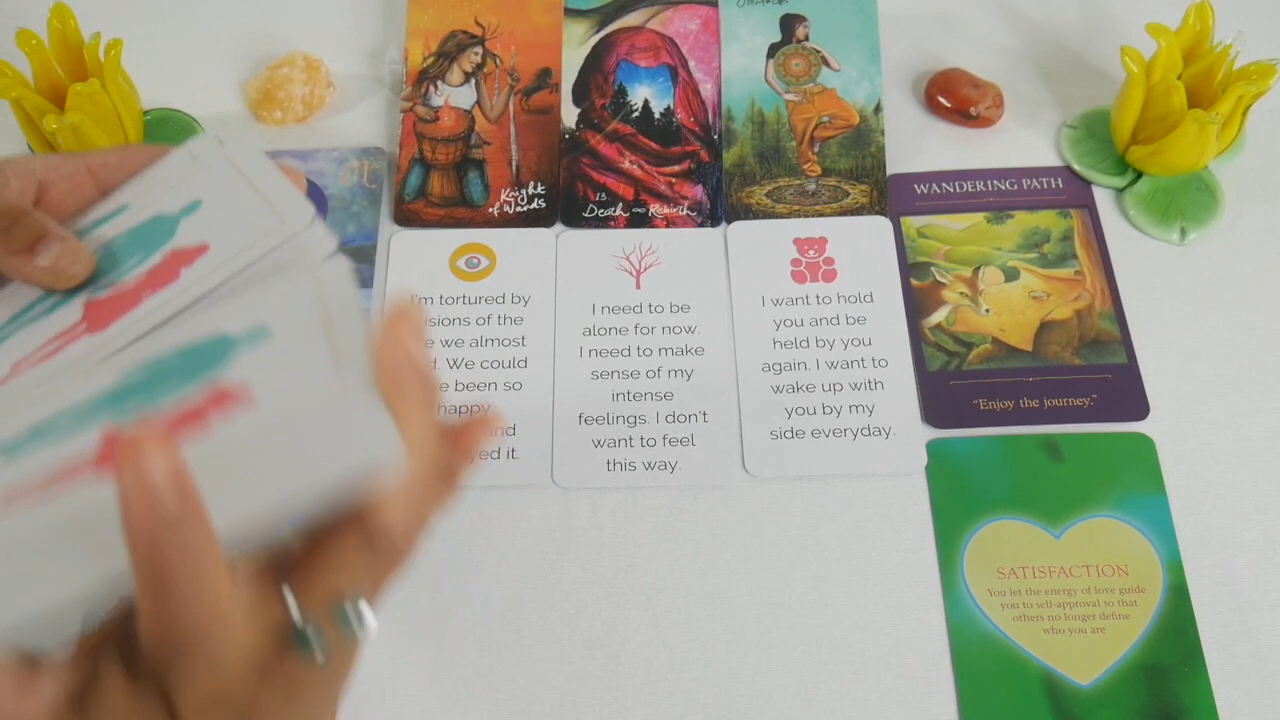 Knight
of Wands
13.
Death ∞ Rebirth
WANDERING PATH
"Enjoy the journey."
I'm tortured by
of the
we almost
We could
been so
happy
and
it.
I need to be
alone for now.
I need to make
sense of my
intense
feelings. I don't
want to feel
this way.
I want to hold
you and be
held by you
again. I want to
wake up with
you by my
side everyday.
SATISFACTION
You let the energy of love guide
you to self-approval so that
others no longer define
who you are